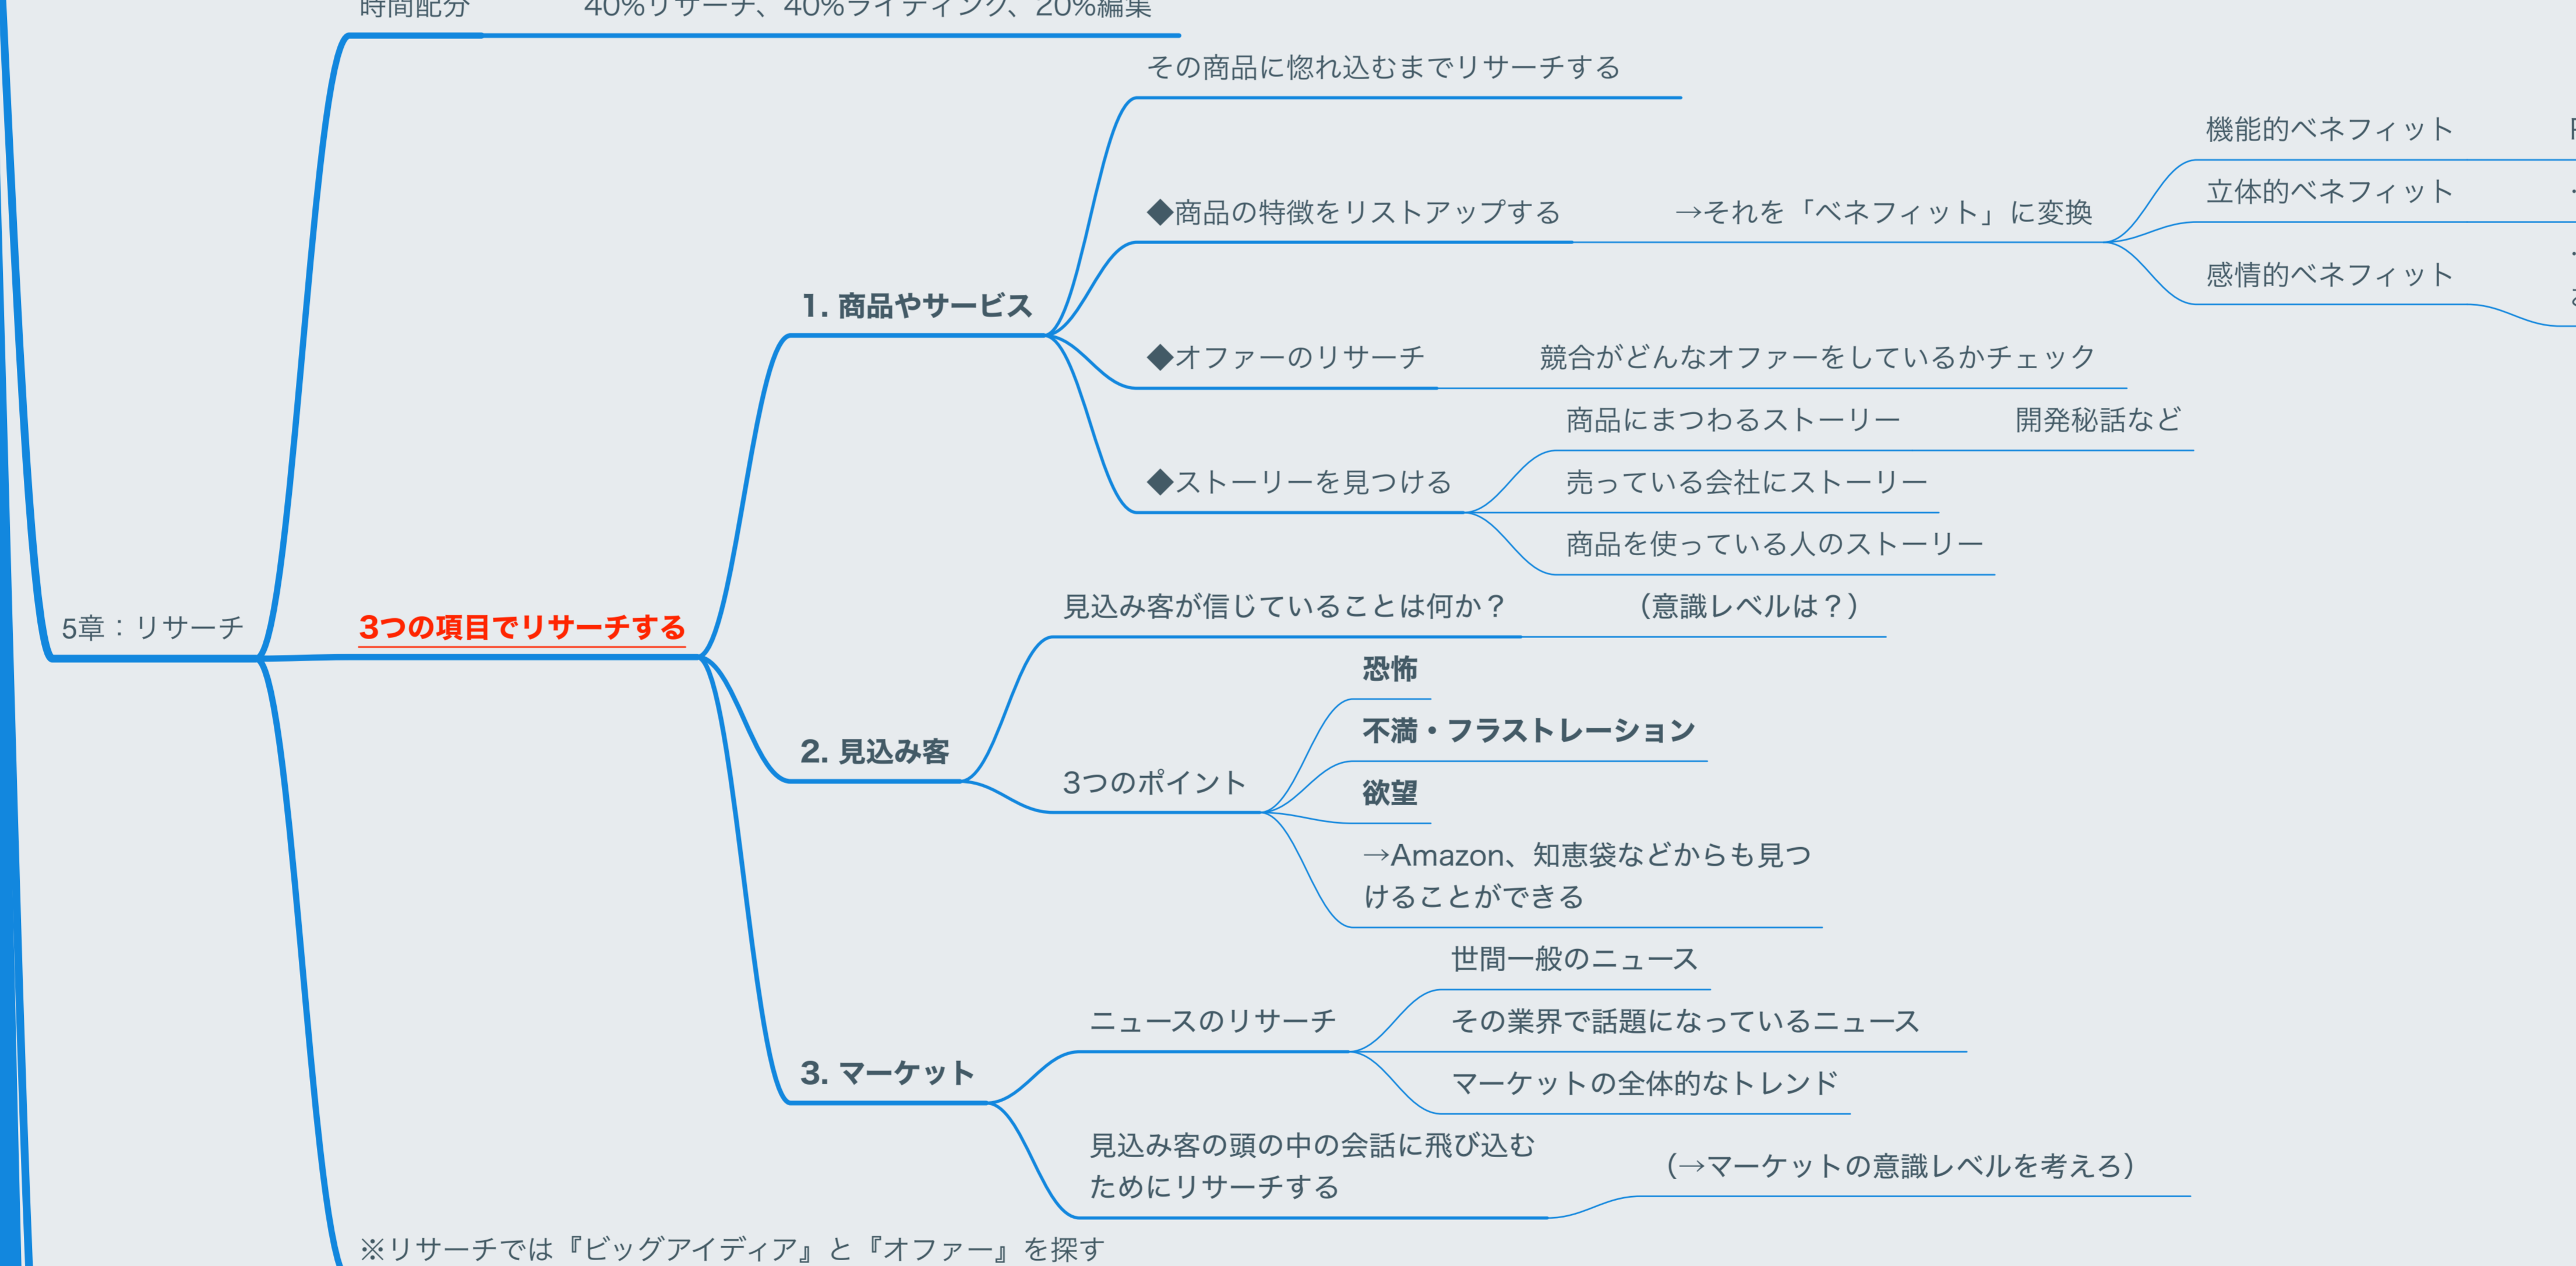 時間配分
40%リサーチ、40%ライティング、20%編集
その商品に惚れ込むまでリサーチする
機能的ベネフィット
立体的ベネフィット
◆商品の特徴をリストアップする
→それを「ベネフィット」に変換
感情的ベネフィット
1. 商品やサービス
◆オファーのリサーチ
競合がどんなオファーをしているかチェック
商品にまつわるストーリー
開発秘話など
◆ストーリーを見つける
売っている会社にストーリー
商品を使っている人のストーリー
5章：リサーチ
3つの項目でリサーチする
見込み客が信じていることは何か？
（意識レベルは？）
恐怖
不満・フラストレーション
2. 見込み客
3つのポイント
欲望
→Amazon、知恵袋などからも見つ
けることができる
世間一般のニュース
ニュースのリサーチ
その業界で話題になっているニュース
3. マーケット
マーケットの全体的なトレンド
見込み客の頭の中の会話に飛び込む
ためにリサーチする
（→マーケットの意識レベルを考えろ）
※リサーチでは『ビッグアイディア』と『オファー』を探す